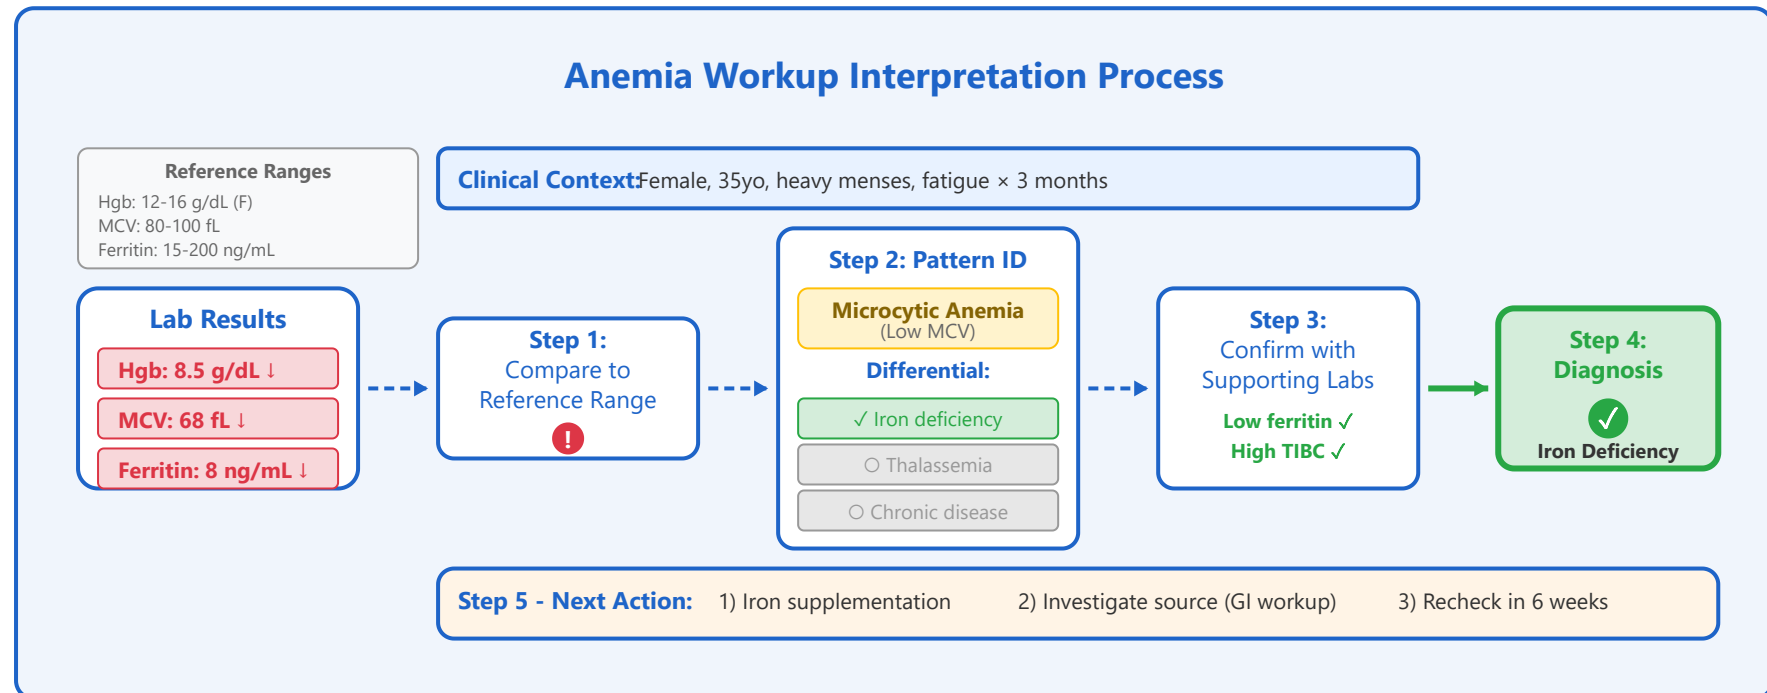 Anemia Workup Interpretation Process
Reference Ranges
Hgb: 12-16 g/dL (F)
MCV: 80-100 fL
Ferritin: 15-200 ng/mL
Clinical Context:Female, 35yo, heavy menses, fatigue × 3 months
Lab Results
Hgb: 8.5 g/dL ↓
MCV: 68 fL ↓
Ferritin: 8 ng/mL ↓
Step 1:
Compare to
Reference Range
!
Step 2: Pattern ID
Microcytic Anemia
(Low MCV)
Differential:
✓ Iron deficiency
○ Thalassemia
○ Chronic disease
Step 3:
Confirm with
Supporting Labs
Low ferritin ✓
High TIBC ✓
Step 4:
Diagnosis
✓
Iron Deficiency
Step 5 - Next Action: 1) Iron supplementation 2) Investigate source (GI workup) 3) Recheck in 6 weeks